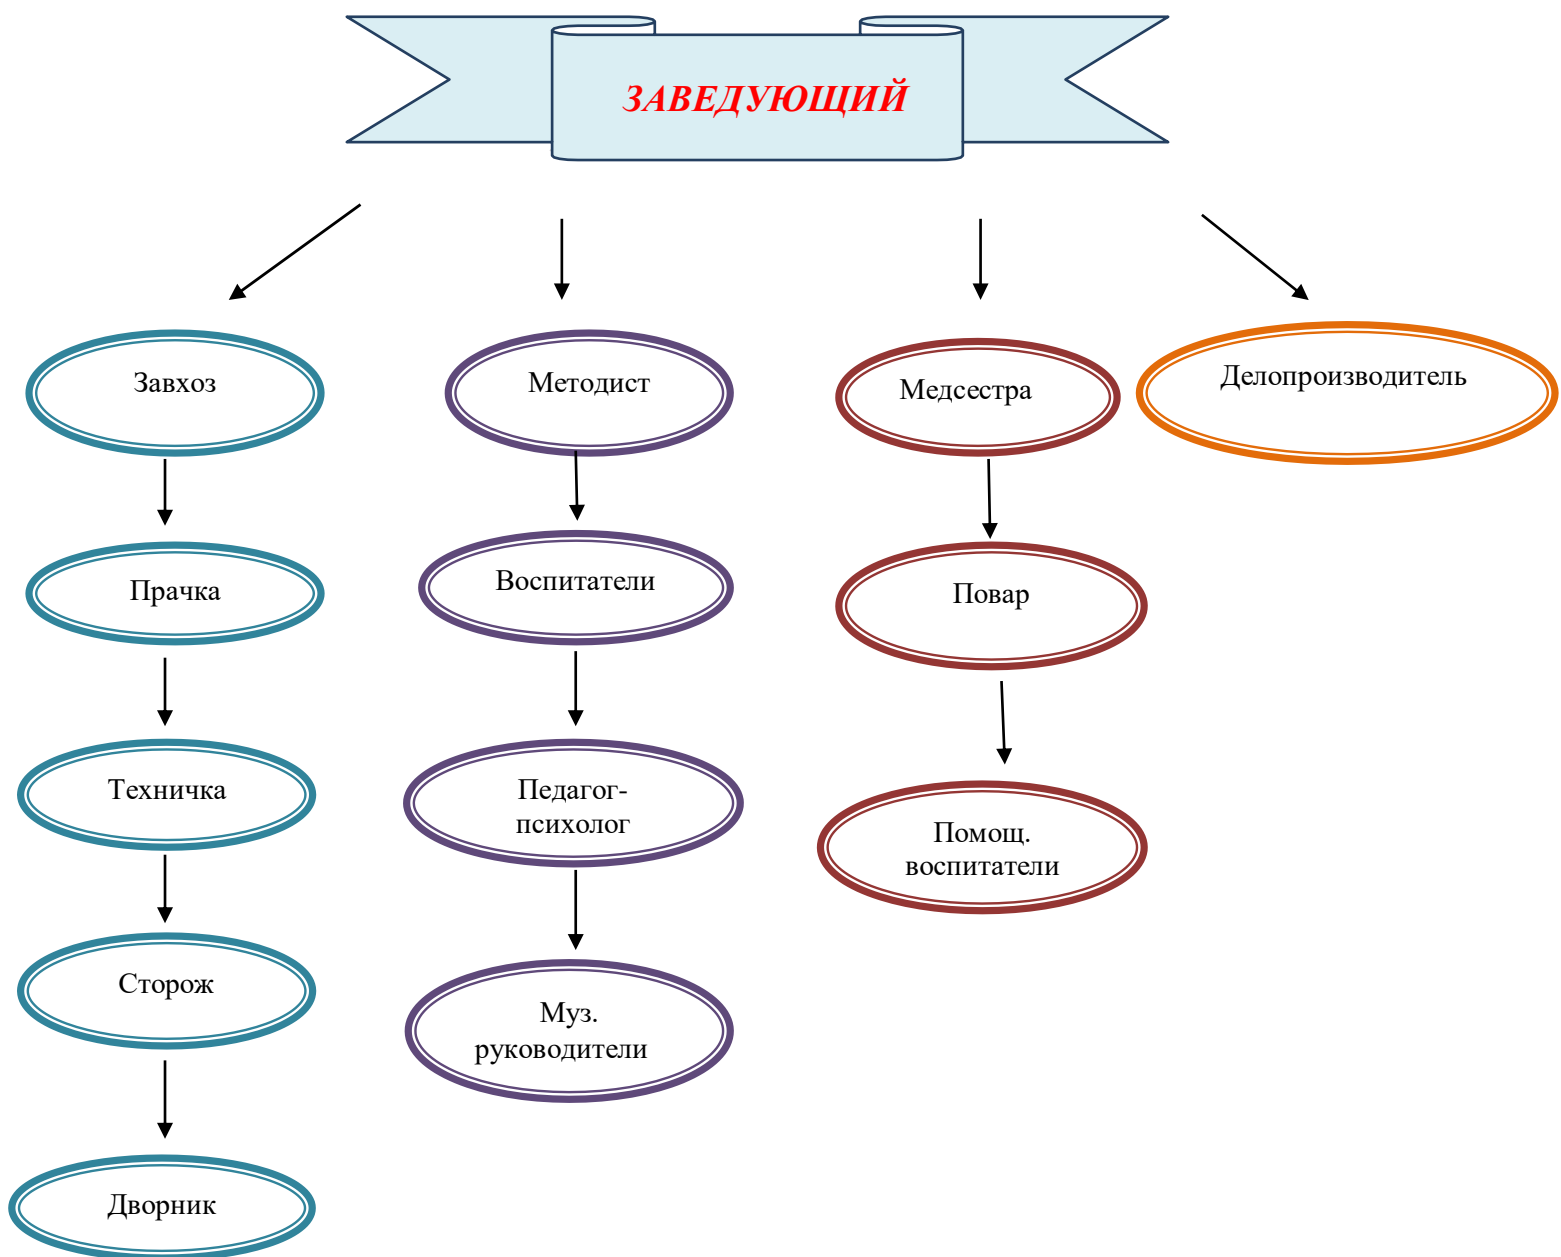 ЗАВЕДУЮЩИЙ
Завхоз
Методист
Медсестра
Делопроизводитель
Прачка
Воспитатели
Повар
Техничка
Педагог-
психолог
Помощ.
воспитатели
Сторож
Муз.
руководители
Дворник